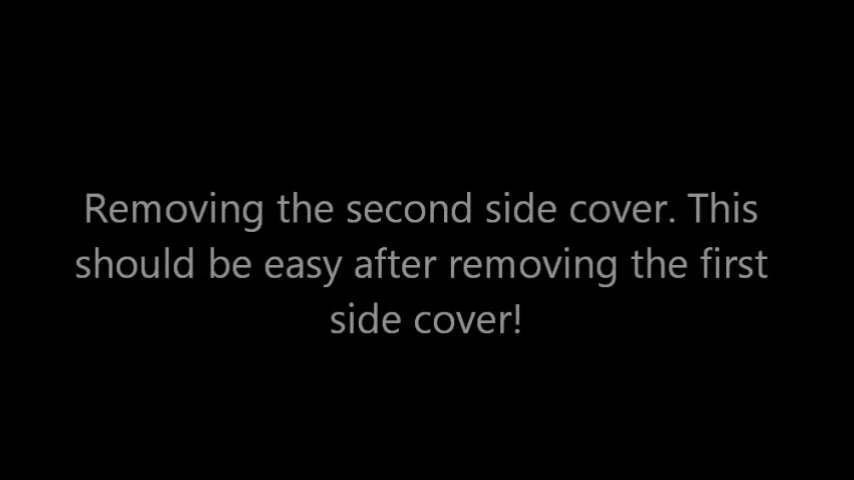 Removing the second side cover. This
should be easy after removing the first
side cover!